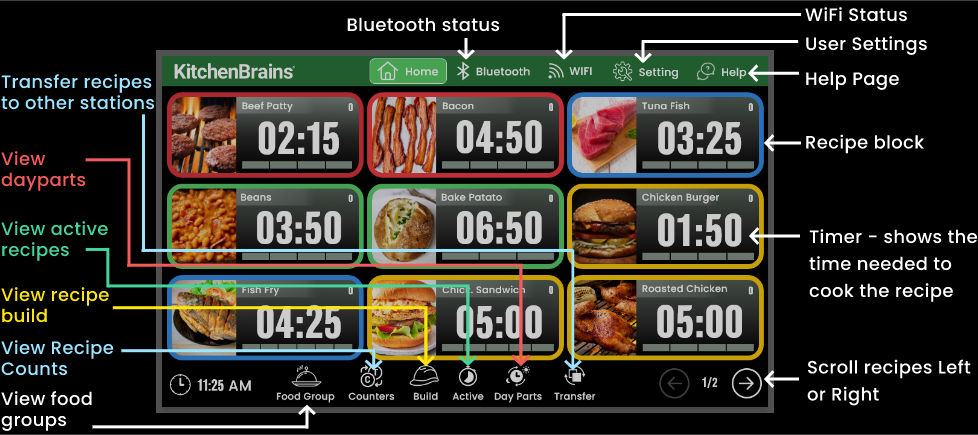 Bluetooth status
WiFi Status
User Settings
Help Page
Transfer recipes
to other stations
KitchenBrains
Home
Bluetooth
WIFI
Setting
Help
Beef Patty
0
02:15
Bacon
0
04:50
Tuna Fish
0
03:25
Recipe block
View
dayparts
Beans
0
03:50
Bake Patato
0
06:50
Chicken Burger
0
01:50
View active
recipes
Timer - shows the
time needed to
cook the recipe
Fish Fry
0
04:25
Chick. Sandwich
0
05:00
Roasted Chicken
0
05:00
View recipe
build
View Recipe
Counts
View food
groups
11:25 AM
Food Group
C
Counters
Build
Active
Day Parts
Transfer
1/2
Scroll recipes Left
or Right